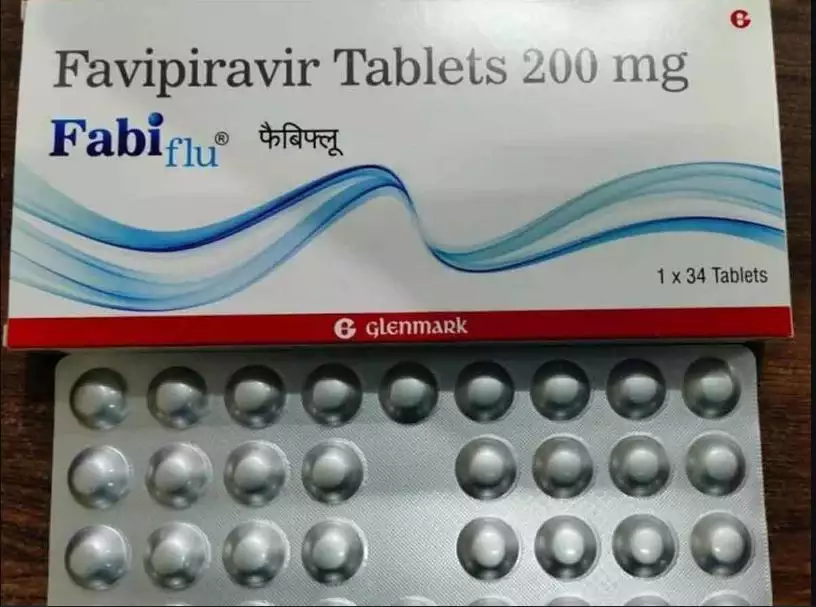 Favipiravir Tablets 200 mg
Fabiflu® फैबिफ्लू
1 x 34 Tablets
glenmark